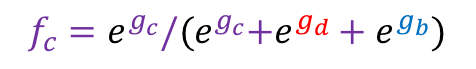 f_c = e^{g_c}/(e^{g_c}+e^{g_d} + e^{g_b})